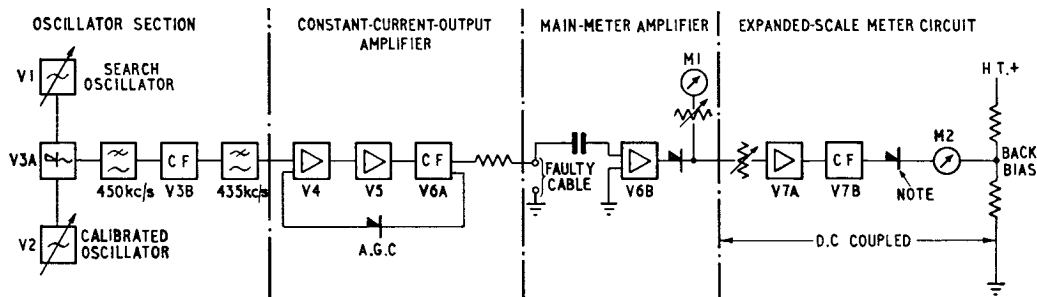 OSCILLATOR SECTION
CONSTANT-CURRENT-OUTPUT
AMPLIFIER
MAIN-METER AMPLIFIER
EXPANDED-SCALE METER CIRCUIT
V1
SEARCH
OSCILLATOR
M1
H.T.+
V3A
CF
CF
CF
M2
BACK
BIAS
450kc/s
V3B
435kc/s
V4
V5
V6A
FAULTY
CABLE
V6B
V7A
V7B
NOTE
V2
CALIBRATED
OSCILLATOR
A.G.C
D.C COUPLED